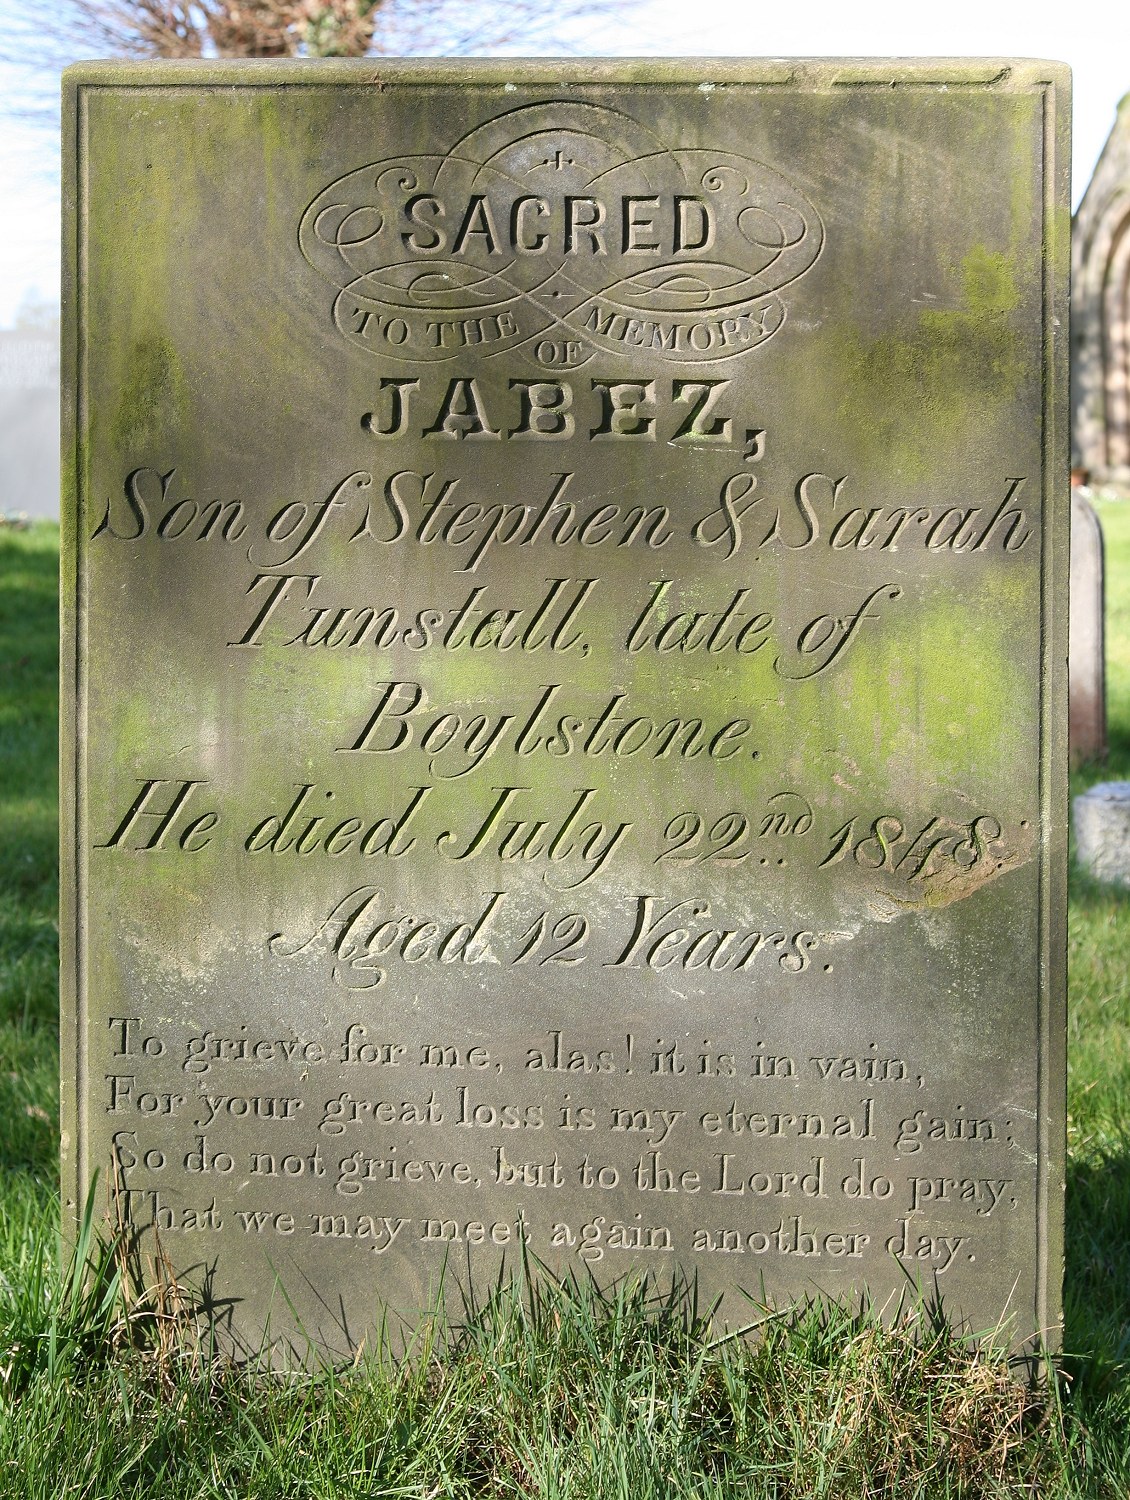 SACRED
TO THE MEMORY
OF
JABEZ,
Son of Stephen & Sarah
Tunstall, late of
Boylstone.
He died July 22nd 1848.
Aged 12 Years.
To grieve for me, alas! it is in vain,
For your great loss is my eternal gain;
So do not grieve, but to the Lord do pray,
That we may meet again another day.